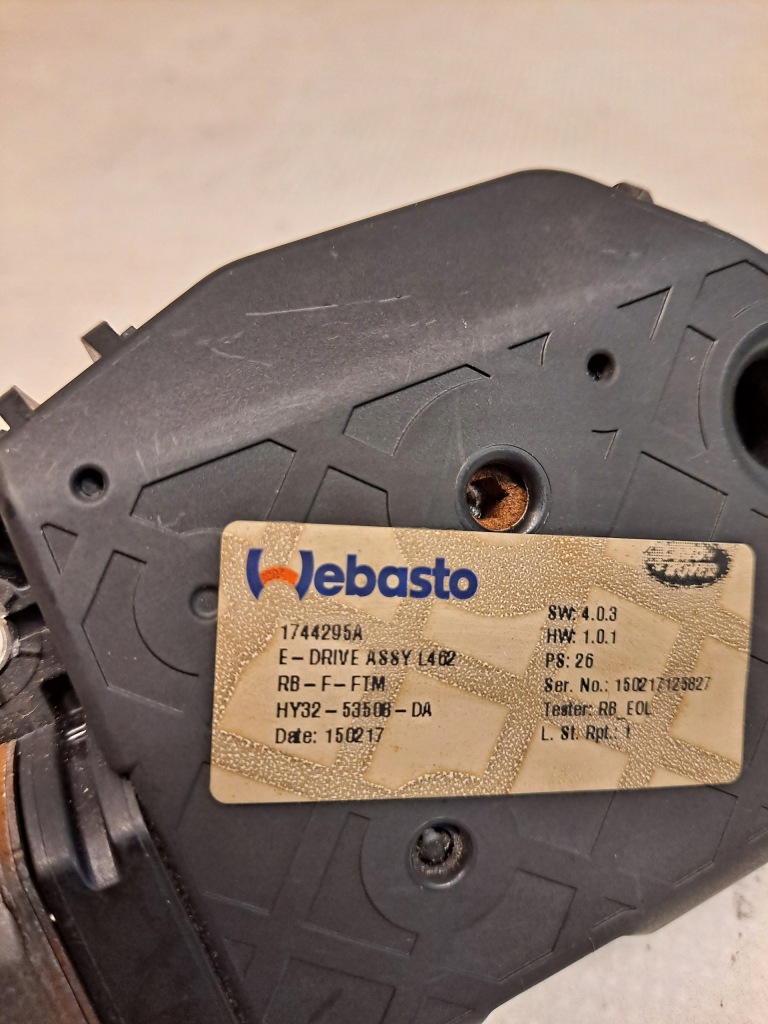 Webasto
1744295A
E-DRIVE ASSY L462
RB-F-FTM
HY32-53508-DA
Date: 150217
SW: 4.0.3
HW: 1.0.1
PS: 26
Ser. No.: 150217125827
Tester: RB_EOL
L. St. Rpt.: 1